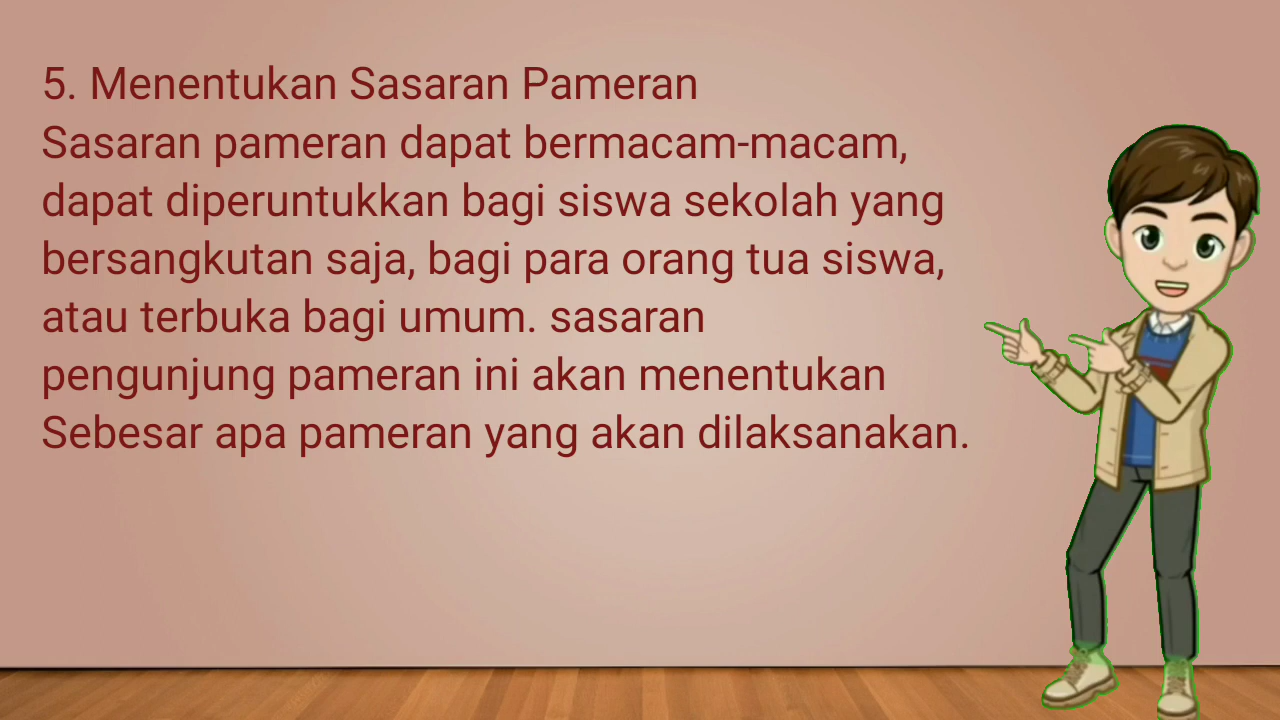 5. Menentukan Sasaran Pameran
Sasaran pameran dapat bermacam-macam,
dapat diperuntukkan bagi siswa sekolah yang
bersangkutan saja, bagi para orang tua siswa,
atau terbuka bagi umum. sasaran
pengunjung pameran ini akan menentukan
Sebesar apa pameran yang akan dilaksanakan.